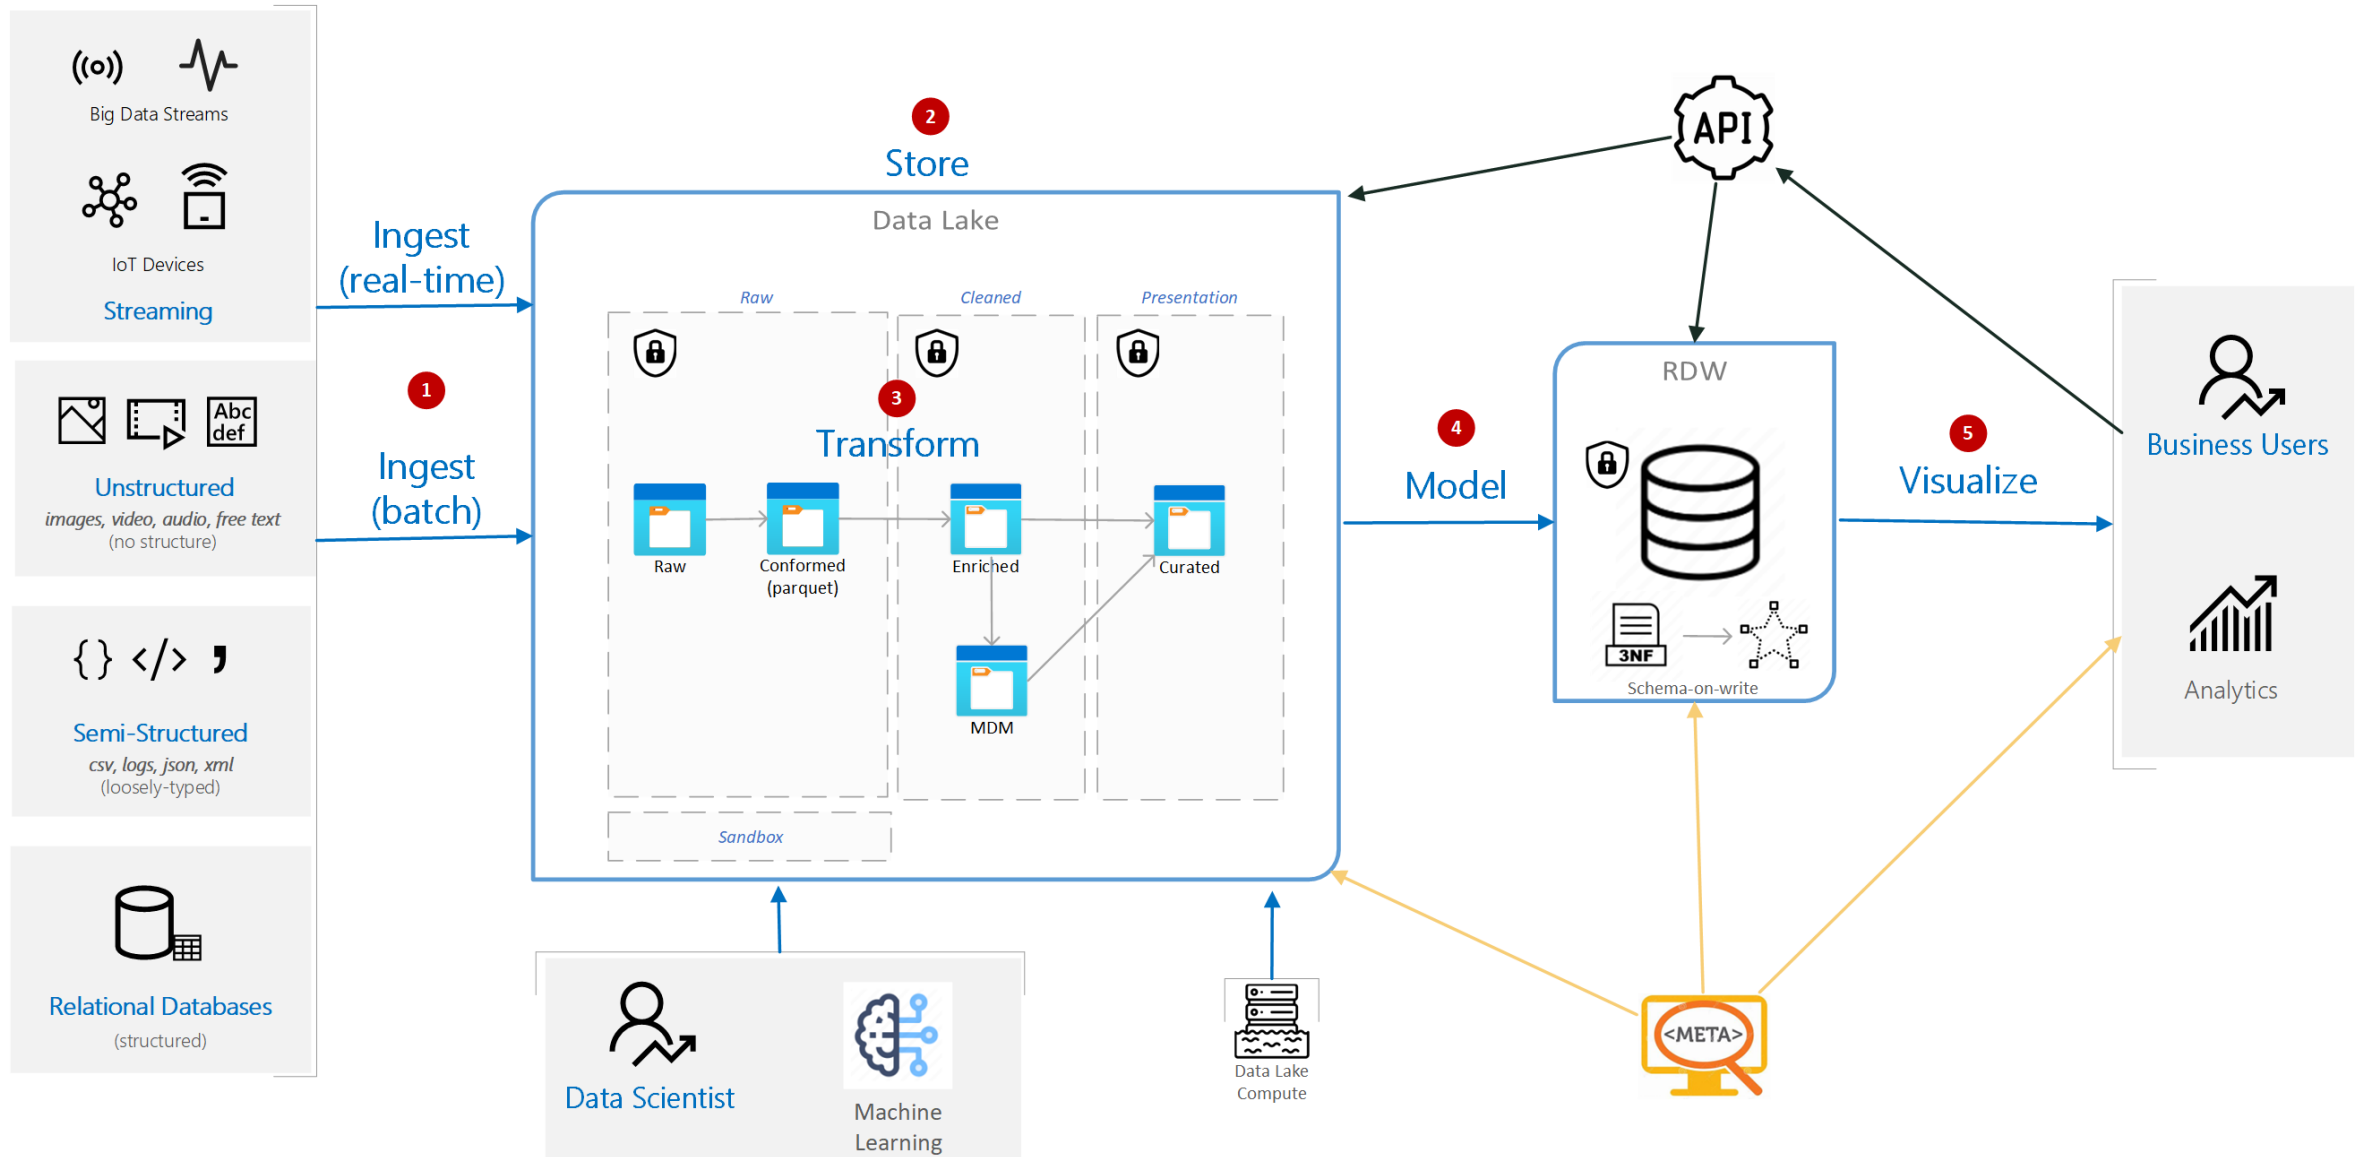 Big Data Streams
IoT Devices
Streaming
Abc
def
Unstructured
images, video, audio, free text
(no structure)
{ } </> ,
Semi-Structured
csv, logs, json, xml
(loosely-typed)
Relational Databases
(structured)
Ingest
(real-time)
1
Ingest
(batch)
2
Store
Data Lake
Raw
Cleaned
Presentation
3
Transform
Raw
Conformed
(parquet)
Enriched
Curated
MDM
Sandbox
Data Scientist
Machine
Learning
Data Lake
Compute
API
4
Model
RDW
3NF
Schema-on-write
5
Visualize
<META>
Business Users
Analytics